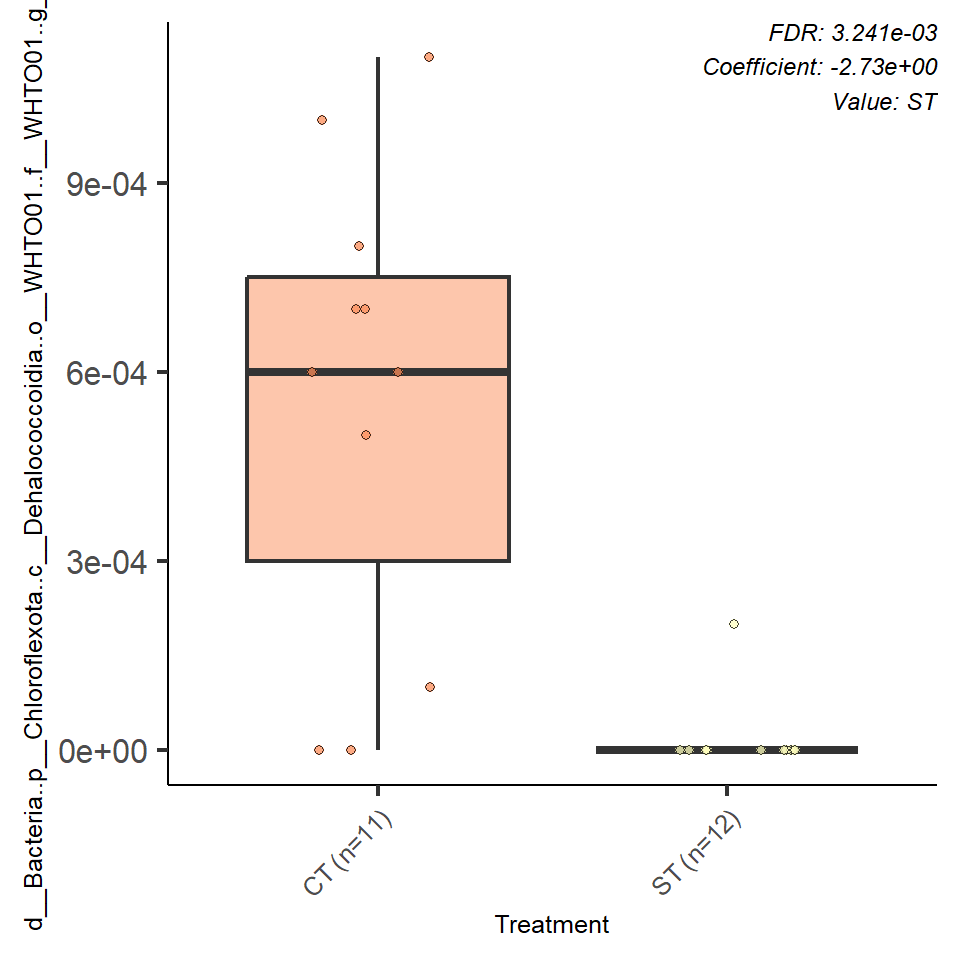 FDR: 3.241e-03
Coefficient: -2.73e+00
Value: ST
d__Bacteria..p__Chloroflexota..c__Dehalococcoidia..o__WHTO01..f__WHTO01..g_
9e-04
6e-04
3e-04
0e+00
CT (n=11)
ST (n=12)
Treatment